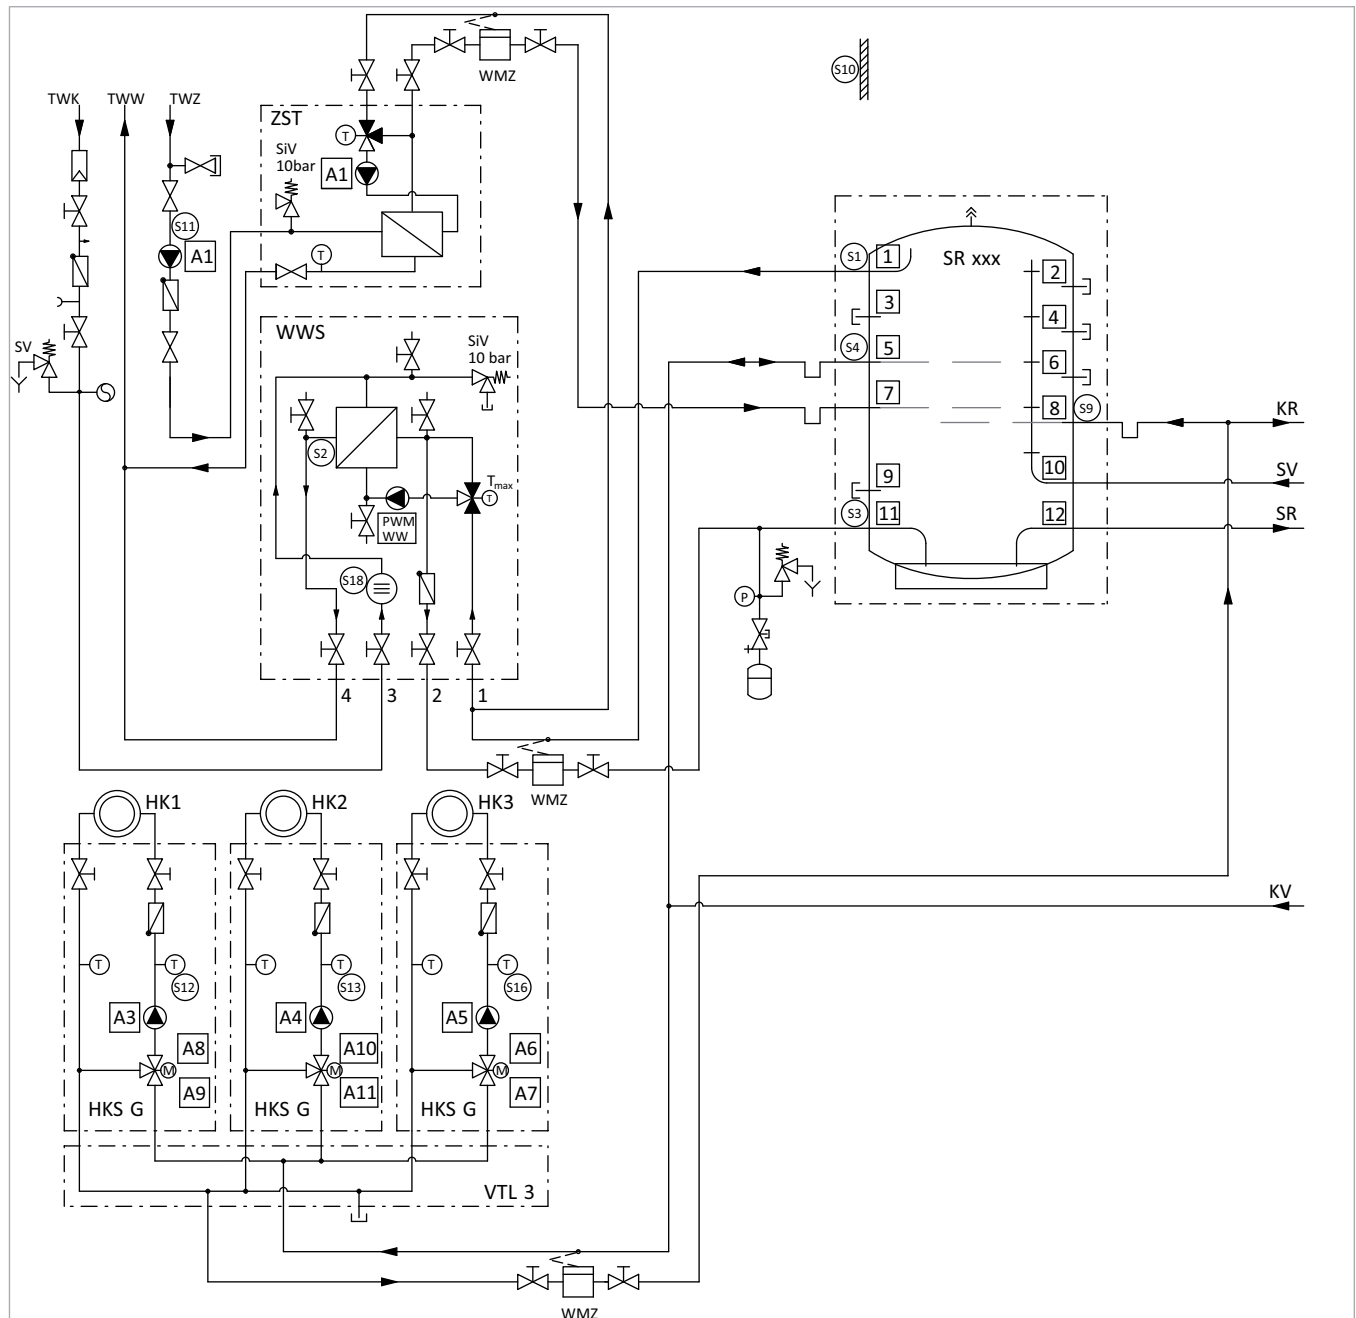 WMZ
S10
TWK
TWW
TWZ
ZST
T
SiV
10bar
A1
S11
A1
T
S1
1
SR xxx
2
3
4
WWS
SiV
10 bar
SV
S4
5
6
7
8
S9
KR
S2
Tmax
T
9
10
SV
PWM
WW
S3
11
12
SR
S18
P
4
3
2
1
WMZ
HK1
HK2
HK3
KV
T
T
S12
T
T
S13
T
T
S16
A3
A4
A5
A8
M
A9
A10
M
A11
A6
M
A7
HKS G
HKS G
HKS G
VTL 3
WMZ